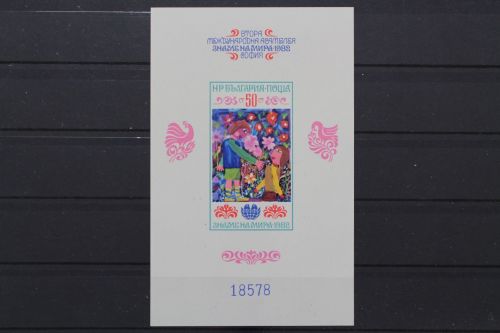 ВТОРА
МЕЖДУНАРОДНА АСАМБЛЕЯ
ЗНАМЕ НА МИРА·1982
СОФИЯ
НР БЪЛГАРИЯ·ПОЩА
50
ЗНАМЕ НА МИРА·1982
18578